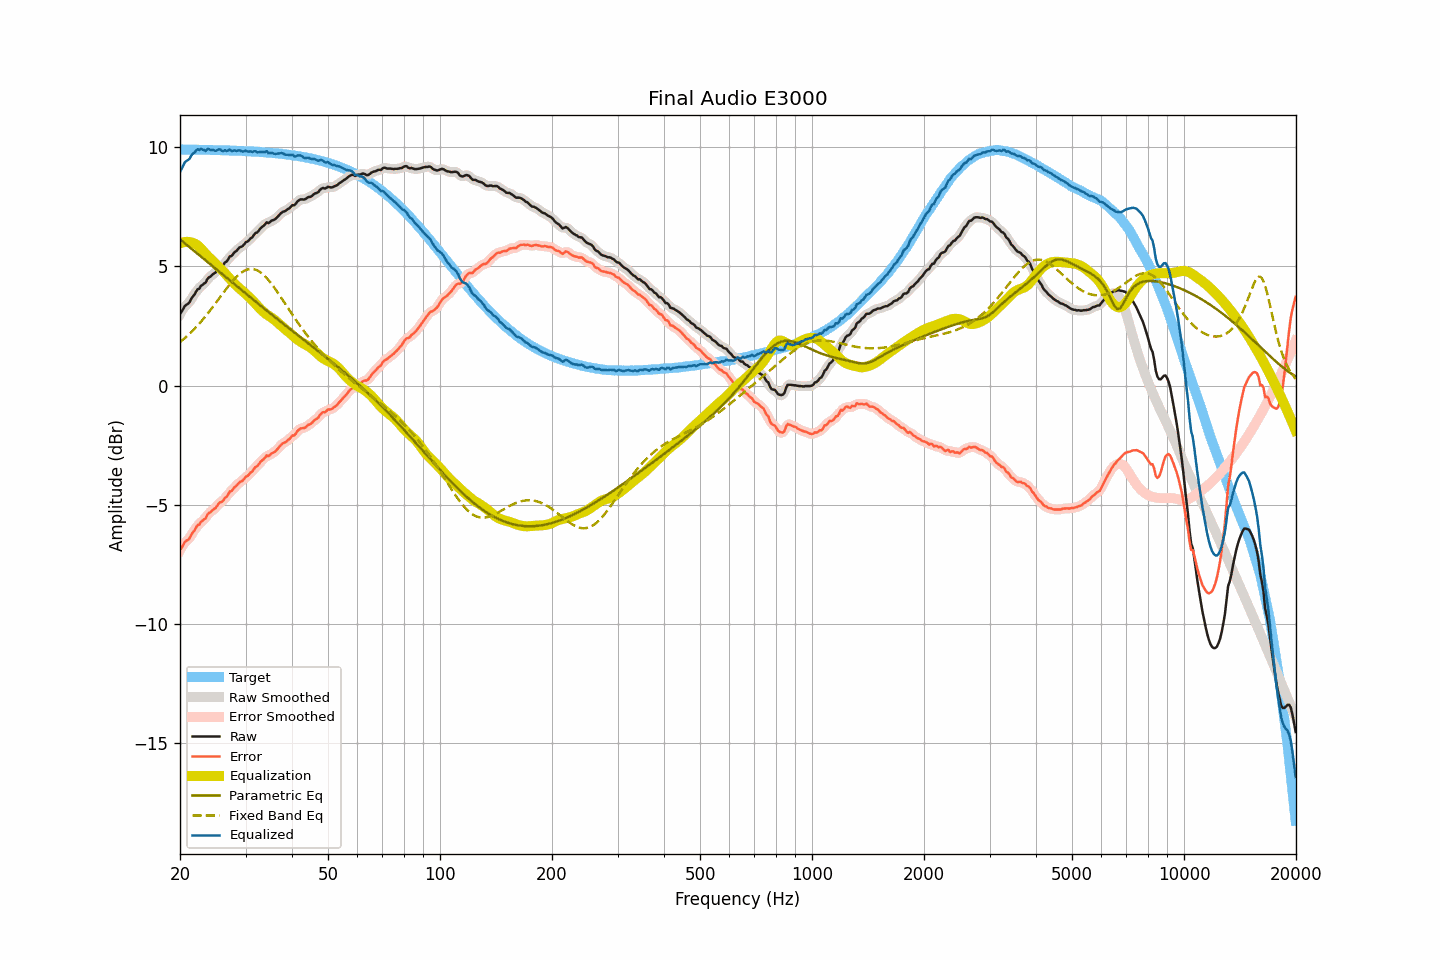 Final Audio E3000
10
5
0
−5
−10
−15
Amplitude (dBr)
Target
Raw Smoothed
Error Smoothed
Raw
Error
Equalization
Parametric Eq
Fixed Band Eq
Equalized
20 50 100 200 500 1000 2000 5000 10000 20000
Frequency (Hz)